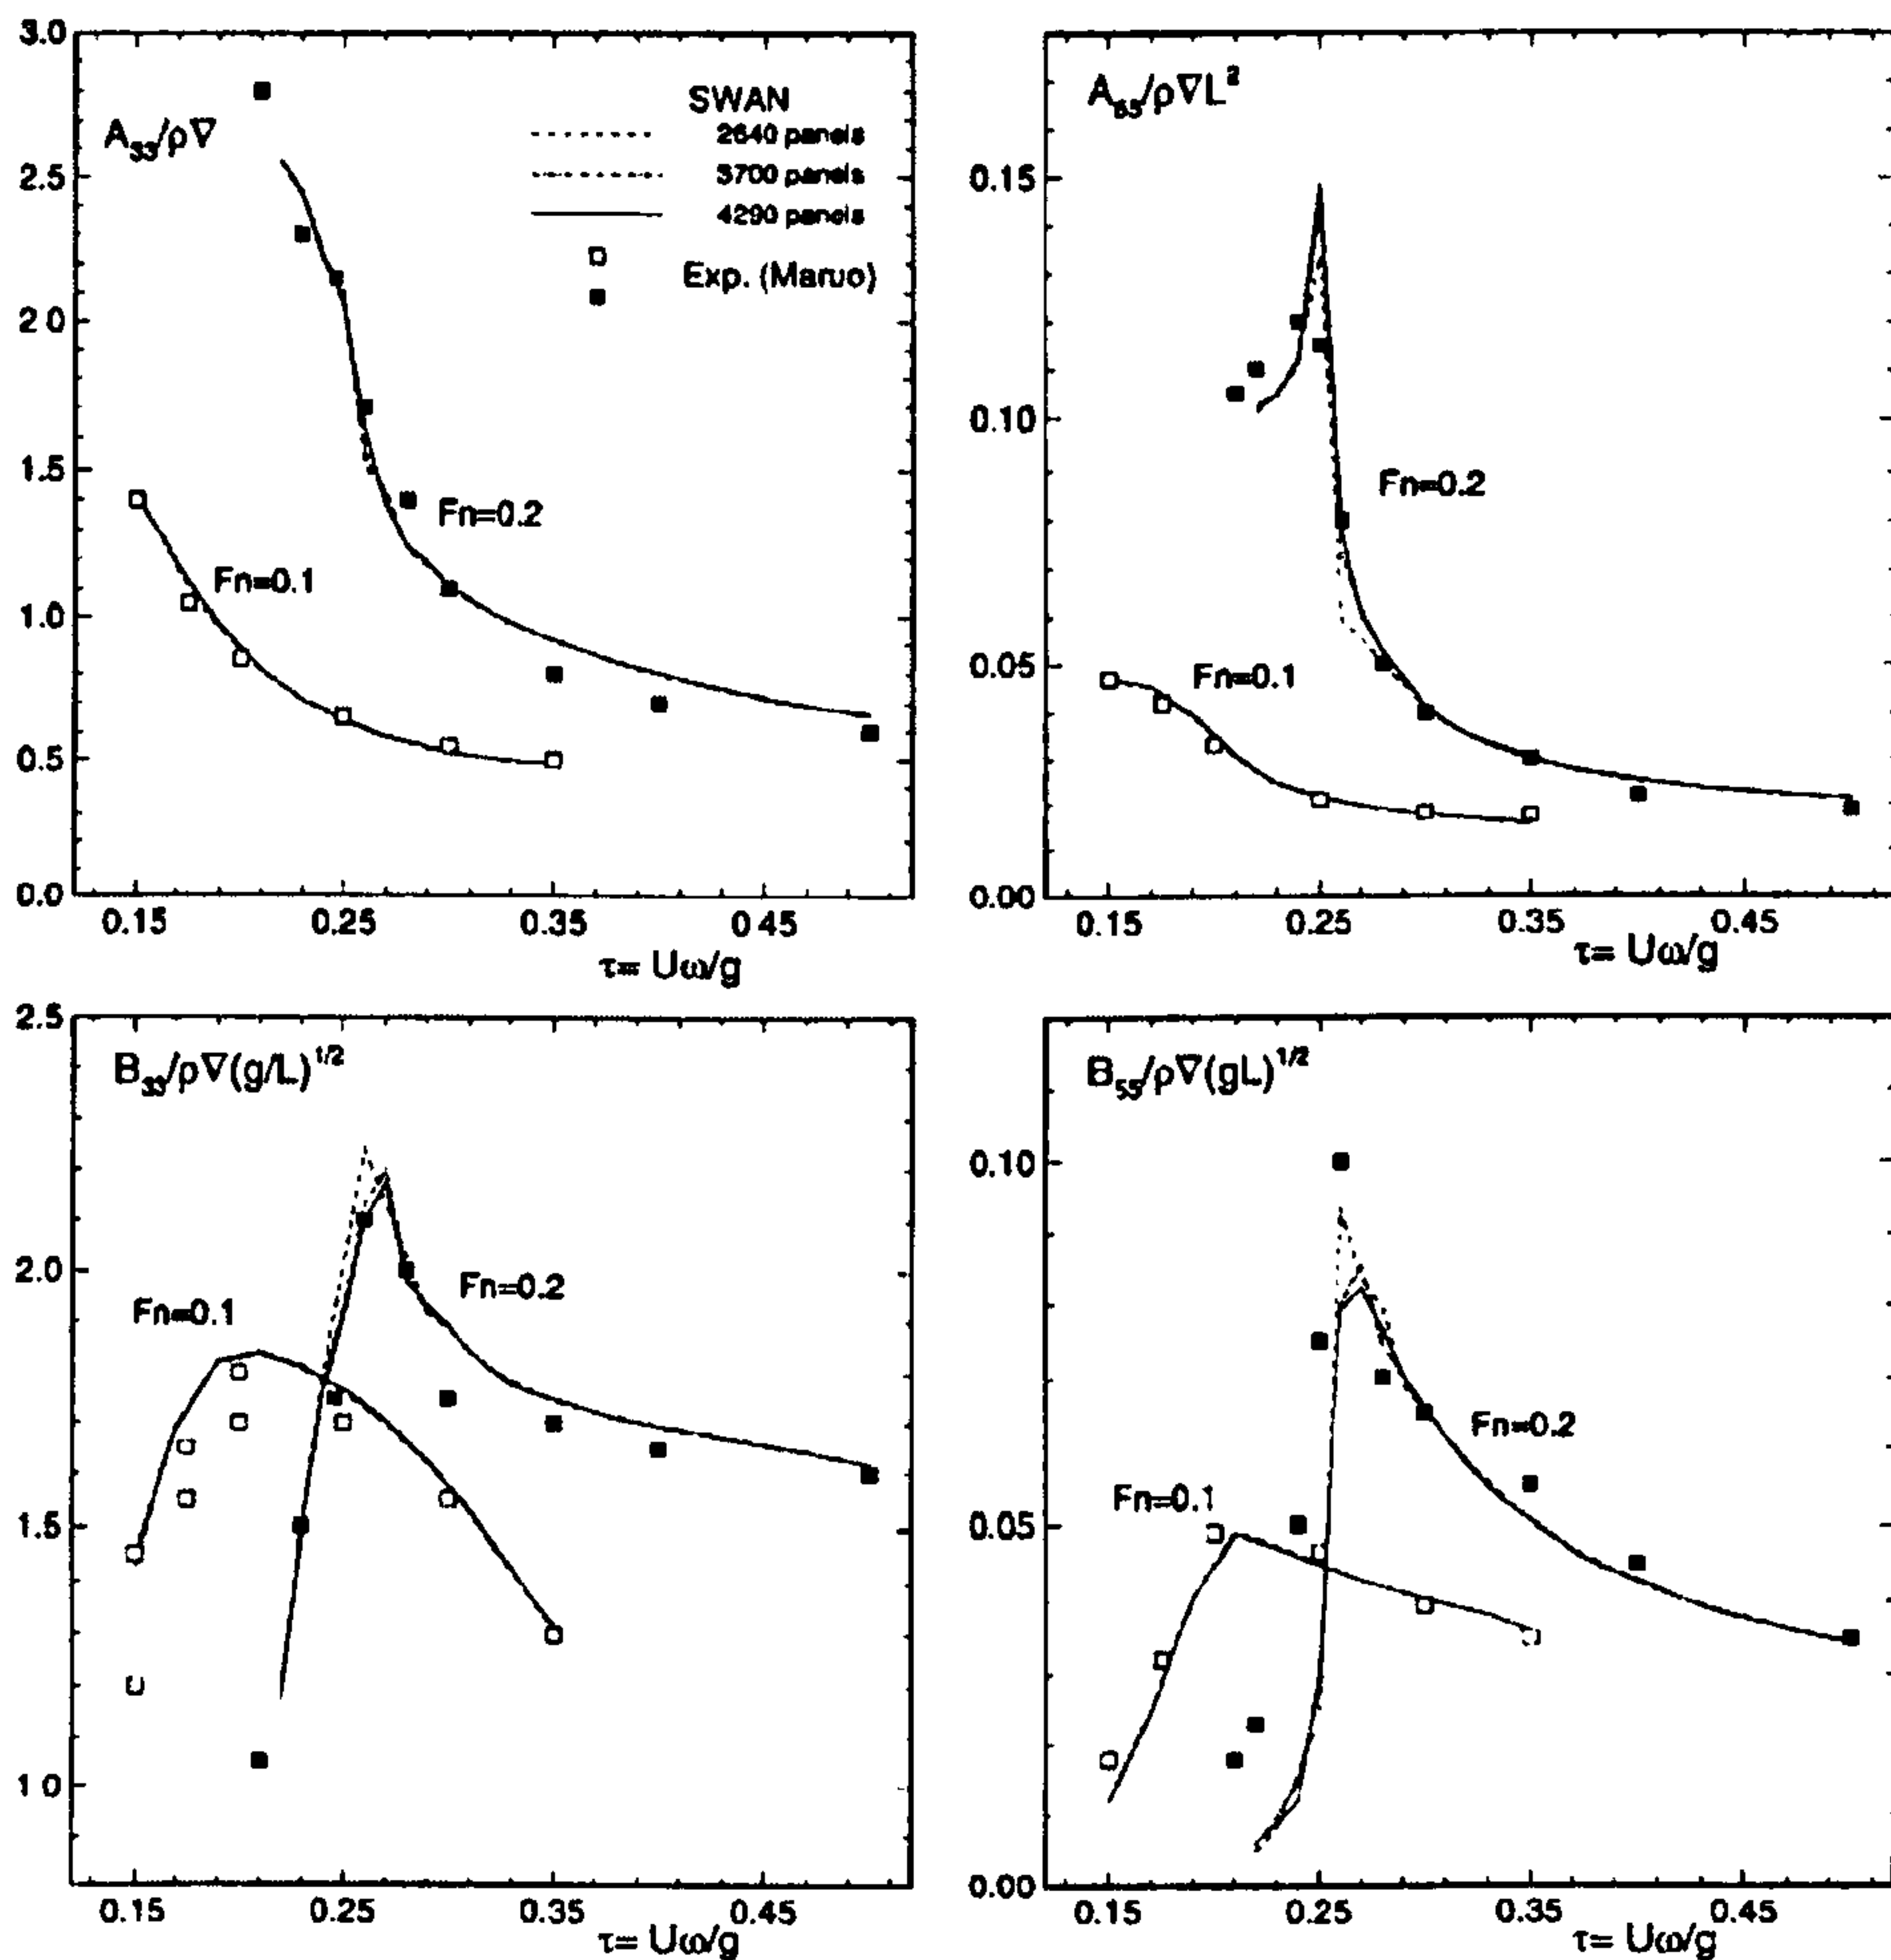 3.0
2.5
2 0
1.5
1.0
0.5
0.0
A33/ρ∇
SWAN
2640 panels
3700 panels
4290 panels
Exp. (Maruo)
Fn=0.2
Fn=0.1
0.15 0.25 0.35 0.45
τ= Uω/g
A55/ρ∇L²
0.15
0.10
0.05
0.00
Fn=0.2
Fn=0.1
0.15 0.25 0.35 0.45
τ= Uω/g
2.5
2.0
1.5
1 0
B33/ρ∇(g/L)^1/2
Fn=0.1
Fn=0.2
0.15 0.25 0.35 0.45
τ= Uω/g
B55/ρ∇(gL)^1/2
0.10
0.05
0.00
Fn=0.1
Fn=0.2
0.15 0.25 0.35 0.45
τ= Uω/g